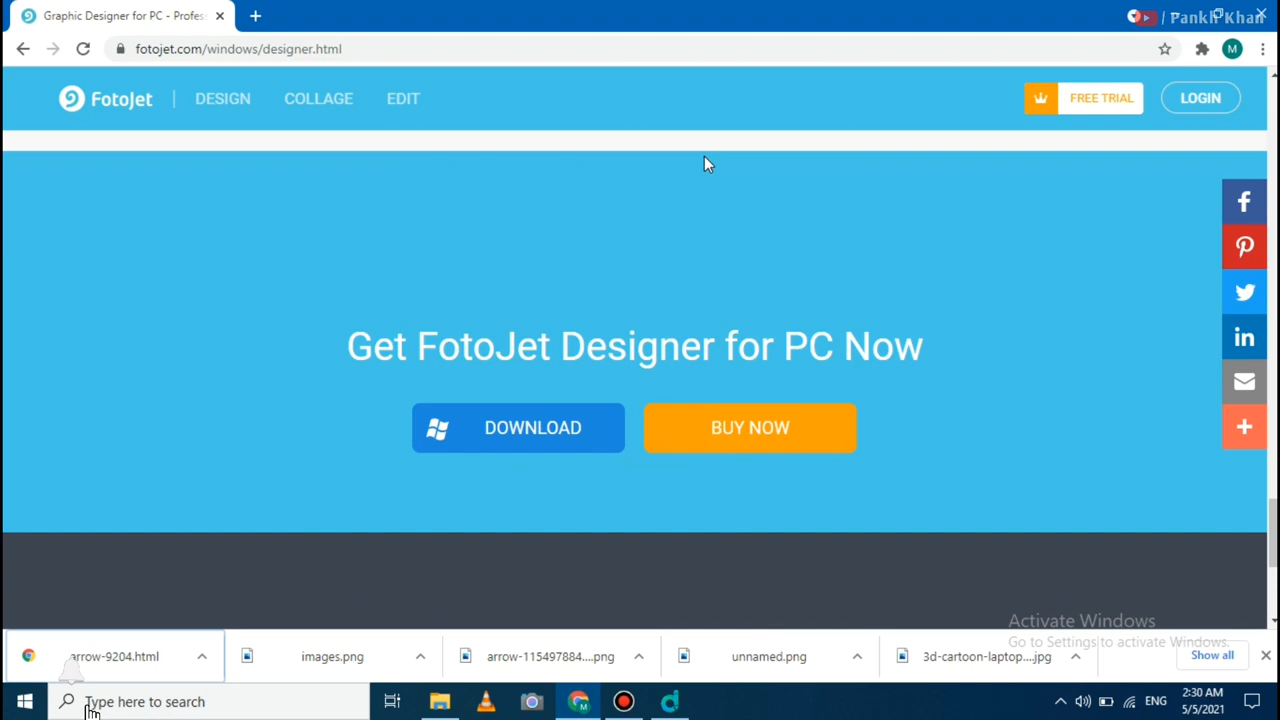 Graphic Designer for PC - Profes
/ Pankh Khan
fotojet.com/windows/designer.html
M
FotoJet | DESIGN COLLAGE EDIT
FREE TRIAL
LOGIN
Get FotoJet Designer for PC Now
DOWNLOAD
BUY NOW
Activate Windows
Go to Settings to activate Windows.
arrow-9204.html
images.png
arrow-115497884....png
unnamed.png
3d-cartoon-laptop....jpg
Show all
Type here to search
ENG
2:30 AM
5/5/2021